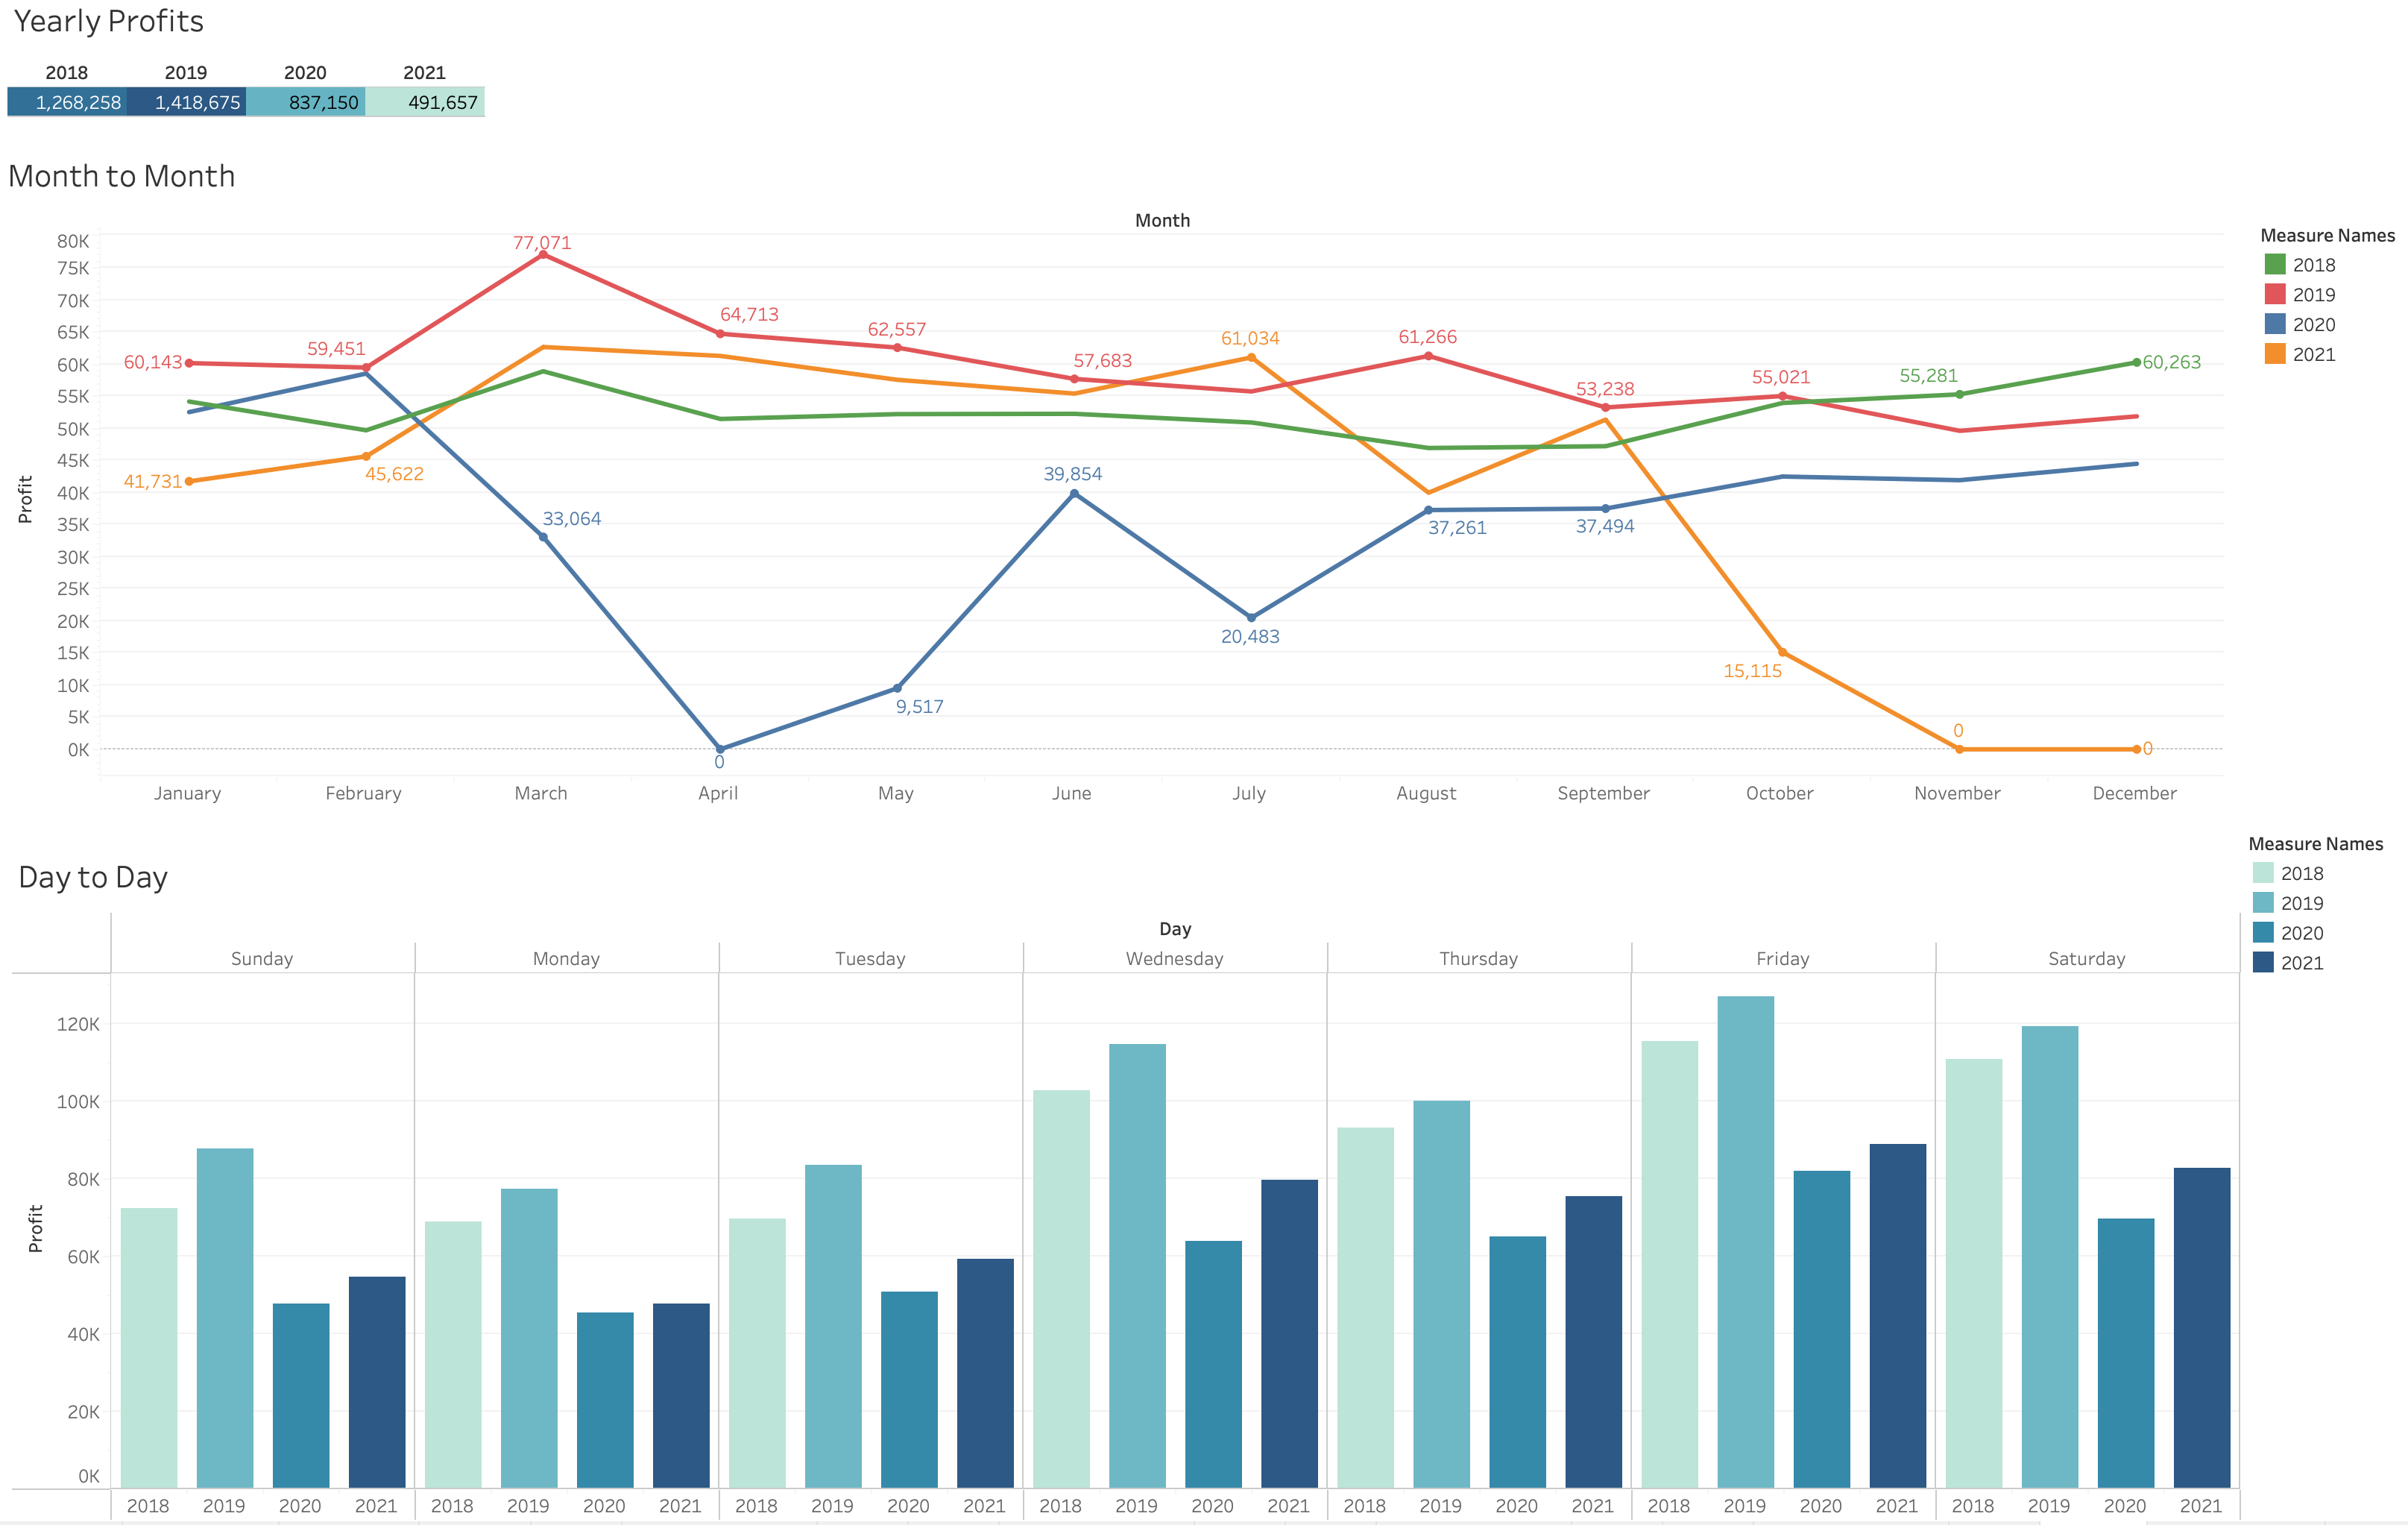 Yearly Profits
2018 2019 2020 2021
1,268,258 1,418,675 837,150 491,657
Month to Month
Month
Measure Names
2018
2019
2020
2021
Profit
80K
75K
70K
65K
60K
55K
50K
45K
40K
35K
30K
25K
20K
15K
10K
5K
0K
77,071
64,713
62,557
61,034
61,266
60,143
59,451
57,683
53,238
55,021
55,281
60,263
41,731
45,622
39,854
33,064
37,261
37,494
20,483
15,115
9,517
0
0
0
January February March April May June July August September October November December
Day to Day
Measure Names
2018
2019
2020
2021
Day
Sunday Monday Tuesday Wednesday Thursday Friday Saturday
Profit
120K
100K
80K
60K
40K
20K
0K
2018 2019 2020 2021 2018 2019 2020 2021 2018 2019 2020 2021 2018 2019 2020 2021 2018 2019 2020 2021 2018 2019 2020 2021 2018 2019 2020 2021